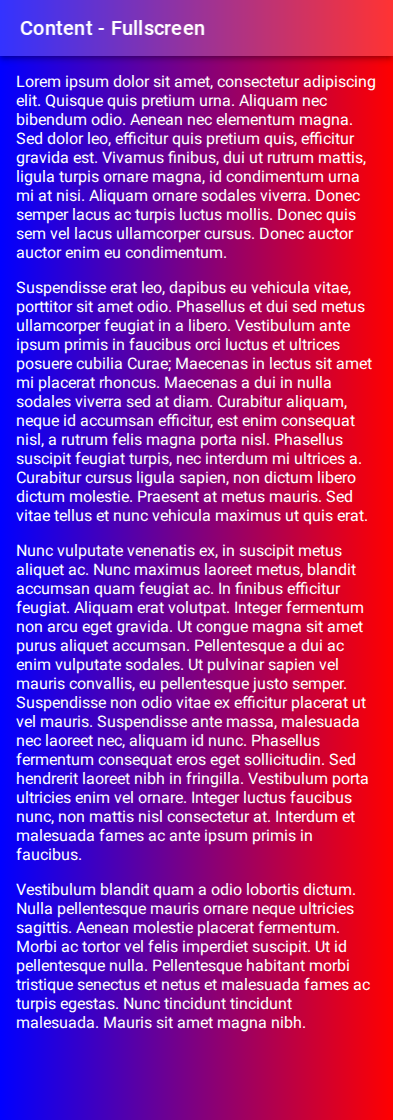 Content - Fullscreen
Lorem ipsum dolor sit amet, consectetur adipiscing
elit. Quisque quis pretium urna. Aliquam nec
bibendum odio. Aenean nec elementum magna.
Sed dolor leo, efficitur quis pretium quis, efficitur
gravida est. Vivamus finibus, dui ut rutrum mattis,
ligula turpis ornare magna, id condimentum urna
mi at nisi. Aliquam ornare sodales viverra. Donec
semper lacus ac turpis luctus mollis. Donec quis
sem vel lacus ullamcorper cursus. Donec auctor
auctor enim eu condimentum.
Suspendisse erat leo, dapibus eu vehicula vitae,
porttitor sit amet odio. Phasellus et dui sed metus
ullamcorper feugiat in a libero. Vestibulum ante
ipsum primis in faucibus orci luctus et ultrices
posuere cubilia Curae; Maecenas in lectus sit amet
mi placerat rhoncus. Maecenas a dui in nulla
sodales viverra sed at diam. Curabitur aliquam,
neque id accumsan efficitur, est enim consequat
nisl, a rutrum felis magna porta nisl. Phasellus
suscipit feugiat turpis, nec interdum mi ultrices a.
Curabitur cursus ligula sapien, non dictum libero
dictum molestie. Praesent at metus mauris. Sed
vitae tellus et nunc vehicula maximus ut quis erat.
Nunc vulputate venenatis ex, in suscipit metus
aliquet ac. Nunc maximus laoreet metus, blandit
accumsan quam feugiat ac. In finibus efficitur
feugiat. Aliquam erat volutpat. Integer fermentum
non arcu eget gravida. Ut congue magna sit amet
purus aliquet accumsan. Pellentesque a dui ac
enim vulputate sodales. Ut pulvinar sapien vel
mauris convallis, eu pellentesque justo semper.
Suspendisse non odio vitae ex efficitur placerat ut
vel mauris. Suspendisse ante massa, malesuada
nec laoreet nec, aliquam id nunc. Phasellus
fermentum consequat eros eget sollicitudin. Sed
hendrerit laoreet nibh in fringilla. Vestibulum porta
ultricies enim vel ornare. Integer luctus faucibus
nunc, non mattis nisl consectetur at. Interdum et
malesuada fames ac ante ipsum primis in
faucibus.
Vestibulum blandit quam a odio lobortis dictum.
Nulla pellentesque mauris ornare neque ultricies
sagittis. Aenean molestie placerat fermentum.
Morbi ac tortor vel felis imperdiet suscipit. Ut id
pellentesque nulla. Pellentesque habitant morbi
tristique senectus et netus et malesuada fames ac
turpis egestas. Nunc tincidunt tincidunt
malesuada. Mauris sit amet magna nibh.